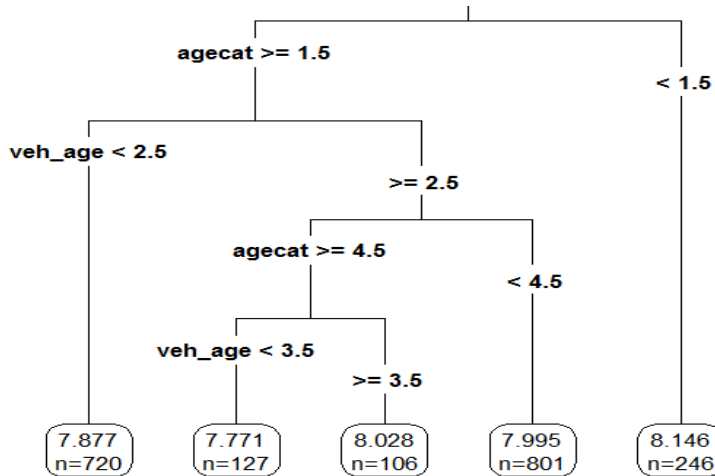 agecat >= 1.5
< 1.5
veh_age < 2.5
>= 2.5
agecat >= 4.5
< 4.5
veh_age < 3.5
>= 3.5
7.877
n=720
7.771
n=127
8.028
n=106
7.995
n=801
8.146
n=246